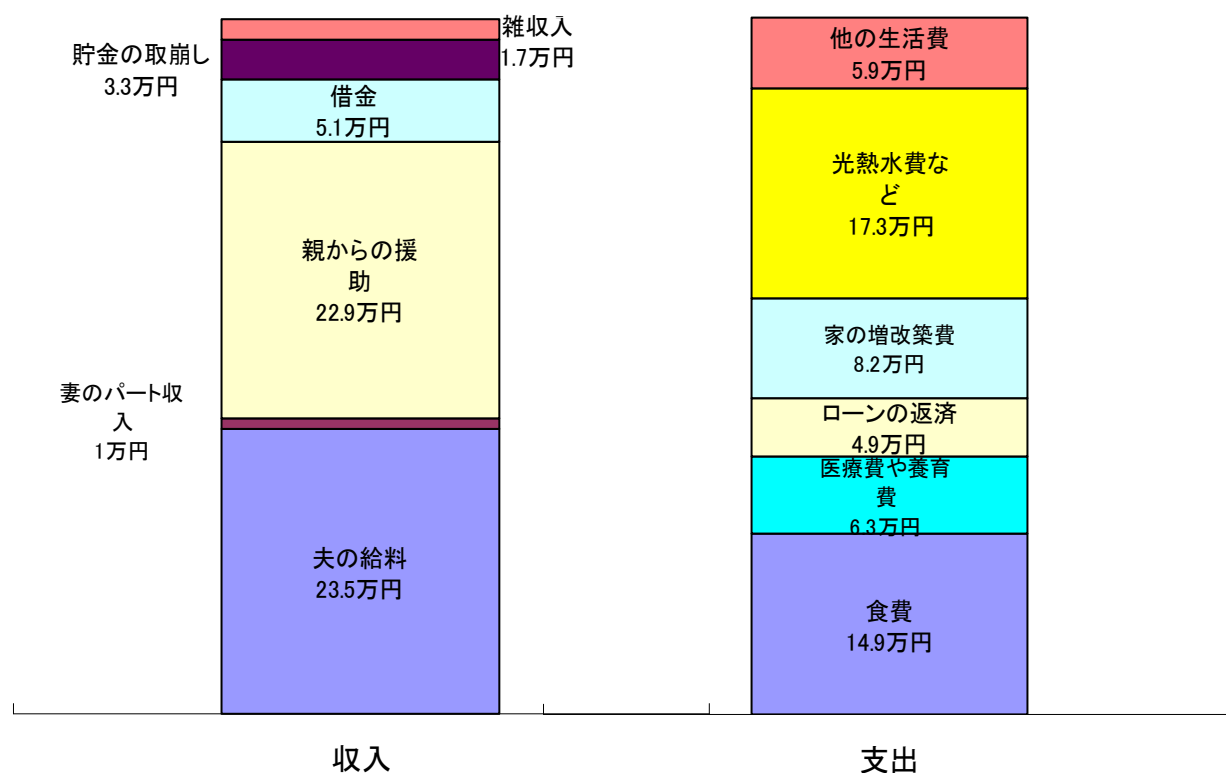 雑収入
1.7万円
貯金の取崩し
3.3万円
借金
5.1万円
親からの援
助
22.9万円
妻のパート収
入
1万円
夫の給料
23.5万円
収入
他の生活費
5.9万円
光熱水費な
ど
17.3万円
家の増改築費
8.2万円
ローンの返済
4.9万円
医療費や養育
費
6.3万円
食費
14.9万円
支出